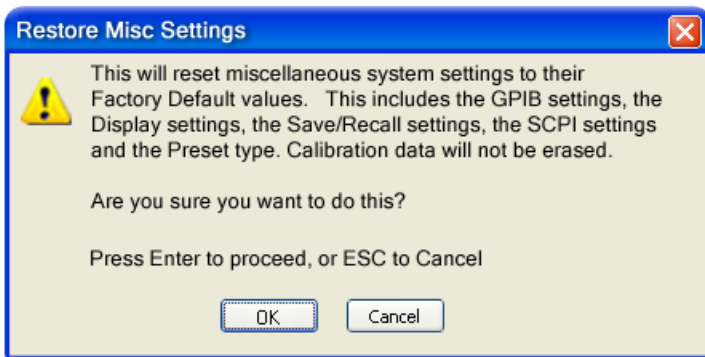 Restore Misc Settings
This will reset miscellaneous system settings to their
Factory Default values.   This includes the GPIB settings, the
Display settings, the Save/Recall settings, the SCPI settings
and the Preset type. Calibration data will not be erased.
Are you sure you want to do this?
Press Enter to proceed, or ESC to Cancel
OK
Cancel